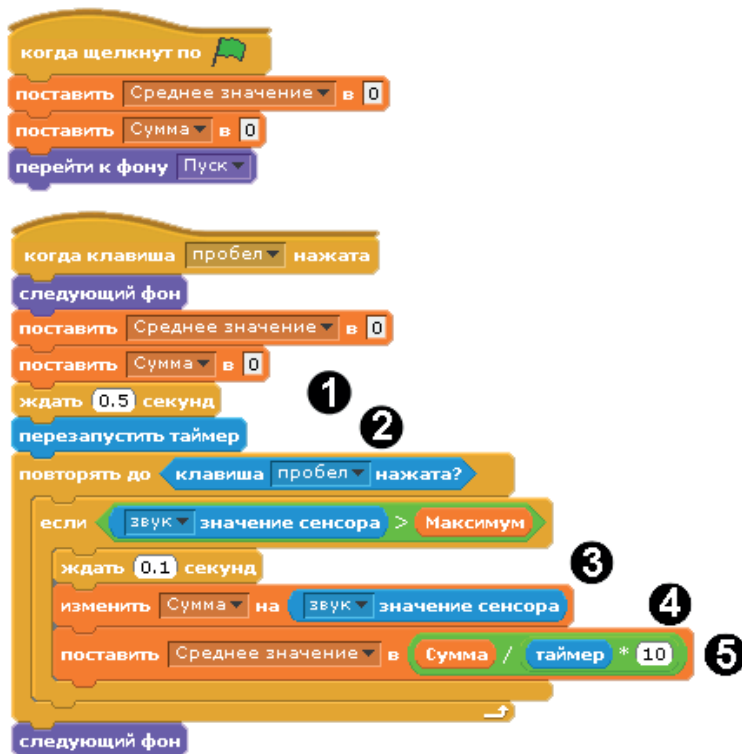 когда щелкнут по
поставить Среднее значение в 0
поставить Сумма в 0
перейти к фону Пуск
когда клавиша пробел нажата
следующий фон
поставить Среднее значение в 0
поставить Сумма в 0
ждать 0.5 секунд
1
перезапустить таймер
2
повторять до клавиша пробел нажата?
если звук значение сенсора > Максимум
ждать 0.1 секунд
3
изменить Сумма на звук значение сенсора
4
поставить Среднее значение в Сумма / таймер * 10
5
следующий фон